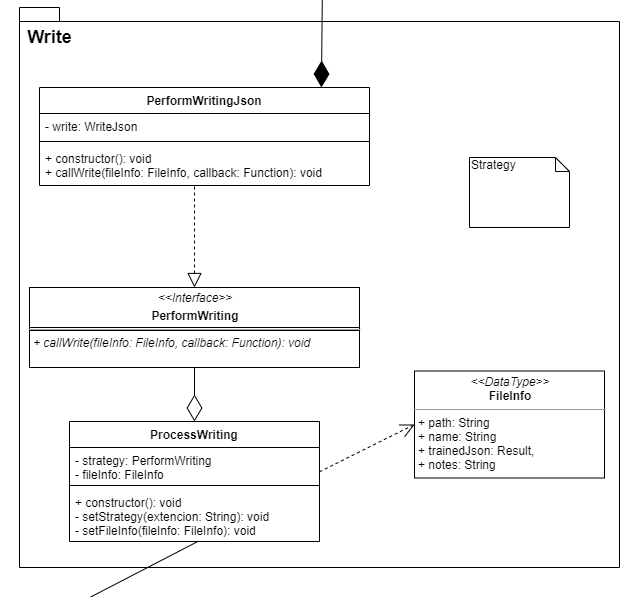 Write
PerformWritingJson
- write: WriteJson
+ constructor(): void
+ callWrite(fileInfo: FileInfo, callback: Function): void
Strategy
<<Interface>>
PerformWriting
+ callWrite(fileInfo: FileInfo, callback: Function): void
<<DataType>>
FileInfo
+ path: String
+ name: String
+ trainedJson: Result,
+ notes: String
ProcessWriting
- strategy: PerformWriting
- fileInfo: FileInfo
+ constructor(): void
- setStrategy(extencion: String): void
- setFileInfo(fileInfo: FileInfo): void